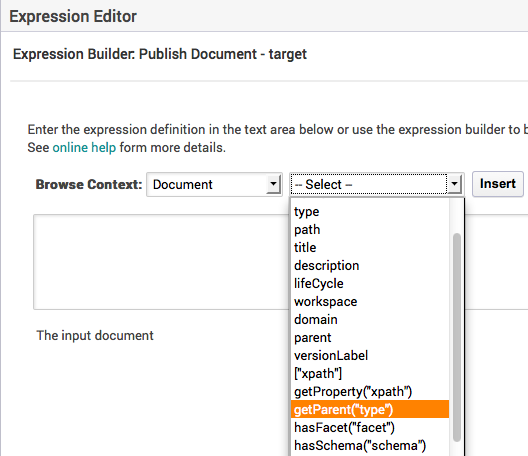 Expression Editor
Expression Builder: Publish Document - target
Enter the expression definition in the text area below or use the expression builder to
See online help form more details.
Browse Context: Document -- Select -- Insert
type
path
title
description
lifeCycle
workspace
domain
parent
versionLabel
["xpath"]
getProperty("xpath")
getParent("type")
hasFacet("facet")
hasSchema("schema")
The input document